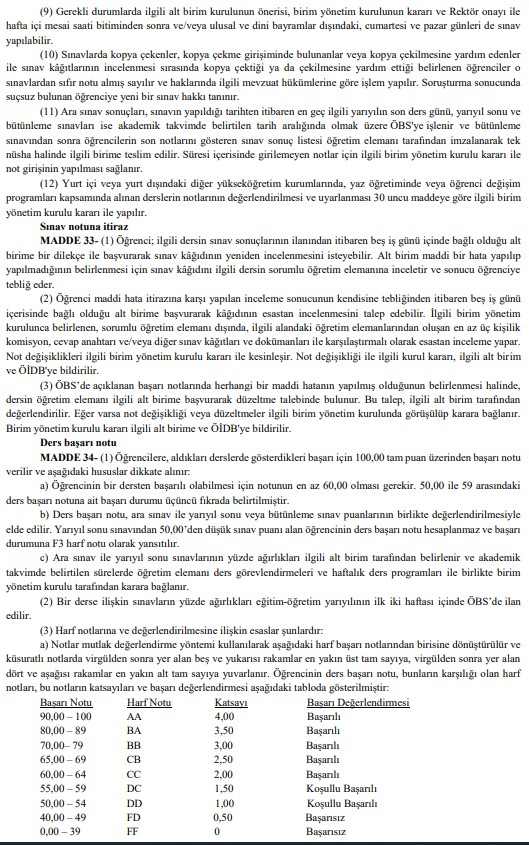 (9) Gerekli durumlarda ilgili alt birim kurulunun önerisi, birim yönetim kurulunun kararı ve Rektör onayı ile
hafta içi mesai saati bitiminden sonra ve/veya ulusal ve dini bayramlar dışındaki, cumartesi ve pazar günleri de sınav
yapılabilir.
(10) Sınavlarda kopya çekenler, kopya çekme girişiminde bulunanlar veya kopya çekilmesine yardım edenler
ile sınav kâğıtlarının incelenmesi sırasında kopya çektiği ya da çekilmesine yardım ettiği belirlenen öğrenciler o
sınavlardan sıfır notu almış sayılır ve haklarında ilgili mevzuat hükümlerine göre işlem yapılır. Soruşturma sonucunda
suçsuz bulunan öğrenciye yeni bir sınav hakkı tanınır.
(11) Ara sınav sonuçları, sınavın yapıldığı tarihten itibaren en geç ilgili yarıyılın son ders günü, yarıyıl sonu ve
bütünleme sınavları ise akademik takvimde belirtilen tarih aralığında olmak üzere ÖBS'ye işlenir ve bütünleme
sınavından sonra öğrencilerin son notlarını gösteren sınav sonuç listesi öğretim elemanı tarafından imzalanarak tek
nüsha halinde ilgili birime teslim edilir. Süresi içerisinde girilemeyen notlar için ilgili birim yönetim kurulu kararı ile
not girişinin yapılması sağlanır.
(12) Yurt içi veya yurt dışındaki diğer yükseköğretim kurumlarında, yaz öğretiminde veya öğrenci değişim
programları kapsamında alınan derslerin notlarının değerlendirilmesi ve uyarlanması 30 uncu maddeye göre ilgili birim
yönetim kurulu kararı ile yapılır.
Sınav notuna itiraz
MADDE 33- (1) Öğrenci; ilgili dersin sınav sonuçlarının ilanından itibaren beş iş günü içinde bağlı olduğu alt
birime bir dilekçe ile başvurarak sınav kâğıdının yeniden incelenmesini isteyebilir. Alt birim maddi bir hata yapılıp
yapılmadığının belirlenmesi için sınav kâğıdını ilgili dersin sorumlu öğretim elemanına inceletir ve sonucu öğrenciye
tebliğ eder.
(2) Öğrenci maddi hata itirazına karşı yapılan inceleme sonucunun kendisine tebliğinden itibaren beş iş günü
içerisinde bağlı olduğu alt birime başvurarak kâğıdının esastan incelenmesini talep edebilir. İlgili birim yönetim
kurulunca belirlenen, sorumlu öğretim elemanı dışında, ilgili alandaki öğretim elemanlarından oluşan en az üç kişilik
komisyon, cevap anahtarı ve/veya diğer sınav kâğıtları ve dokümanları ile karşılaştırmalı olarak esastan inceleme yapar.
Not değişiklikleri ilgili birim yönetim kurulu kararı ile kesinleşir. Not değişikliği ile ilgili kurul kararı, ilgili alt birim
ve ÖİDB'ye bildirilir.
(3) ÖBS'de açıklanan başarı notlarında herhangi bir maddi hatanın yapılmış olduğunun belirlenmesi halinde,
dersin öğretim elemanı ilgili alt birime başvurarak düzeltme talebinde bulunur. Bu talep, ilgili alt birim tarafından
değerlendirilir. Eğer varsa not değişikliği veya düzeltmeler ilgili birim yönetim kurulunda görüşülüp karara bağlanır.
Birim yönetim kurulu kararı ilgili alt birime ve ÖİDB'ye bildirilir.
Ders başarı notu
MADDE 34- (1) Öğrencilere, aldıkları derslerde gösterdikleri başarı için 100,00 tam puan üzerinden başarı notu
verilir ve aşağıdaki hususlar dikkate alınır:
a) Öğrencinin bir dersten başarılı olabilmesi için notunun en az 60,00 olması gerekir. 50,00 ile 59 arasındaki
ders başarı notuna ait başarı durumu üçüncü fıkrada belirtilmiştir.
b) Ders başarı notu, ara sınav ile yarıyıl sonu veya bütünleme sınav puanlarının birlikte değerlendirilmesiyle
elde edilir. Yarıyıl sonu sınavından 50,00'den düşük sınav puanı alan öğrencinin ders başarı notu hesaplanmaz ve başarı
durumuna F3 harf notu olarak yansıtılır.
c) Ara sınav ile yarıyıl sonu sınavlarının yüzde ağırlıkları ilgili alt birim tarafından belirlenir ve akademik
takvimde belirtilen sürelerde öğretim elemanı ders görevlendirmeleri ve haftalık ders programları ile birlikte birim
yönetim kurulu tarafından karara bağlanır.
(2) Bir derse ilişkin sınavların yüzde ağırlıkları eğitim-öğretim yarıyılının ilk iki haftası içinde ÖBS'de ilan
edilir.
(3) Harf notlarına ve değerlendirilmesine ilişkin esaslar şunlardır:
a) Notlar mutlak değerlendirme yöntemi kullanılarak aşağıdaki harf başarı notlarından birisine dönüştürülür ve
küsuratlı notlarda virgülden sonra yer alan beş ve yukarısı rakamlar en yakın üst tam sayıya, virgülden sonra yer alan
dört ve aşağısı rakamlar en yakın alt tam sayıya yuvarlanır. Öğrencinin ders başarı notu, bunların karşılığı olan harf
notları, bu notların katsayıları ve başarı değerlendirmesi aşağıdaki tabloda gösterilmiştir:
Başarı Notu Harf Notu Katsayı Başarı Değerlendirmesi
90,00 – 100 AA 4,00 Başarılı
80,00 – 89 BA 3,50 Başarılı
70,00– 79 BB 3,00 Başarılı
65,00 – 69 CB 2,50 Başarılı
60,00 – 64 CC 2,00 Başarılı
55,00 – 59 DC 1,50 Koşullu Başarılı
50,00 – 54 DD 1,00 Koşullu Başarılı
40,00 – 49 FD 0,50 Başarısız
0,00 – 39 FF 0 Başarısız